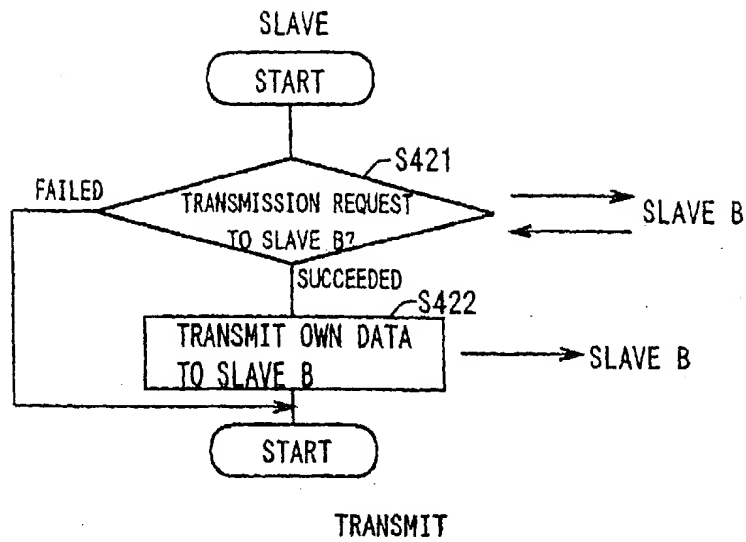 SLAVE
START
S421
FAILED
TRANSMISSION REQUEST
TO SLAVE B?
SLAVE B
SUCCEEDED
S422
TRANSMIT OWN DATA
TO SLAVE B
SLAVE B
START
TRANSMIT